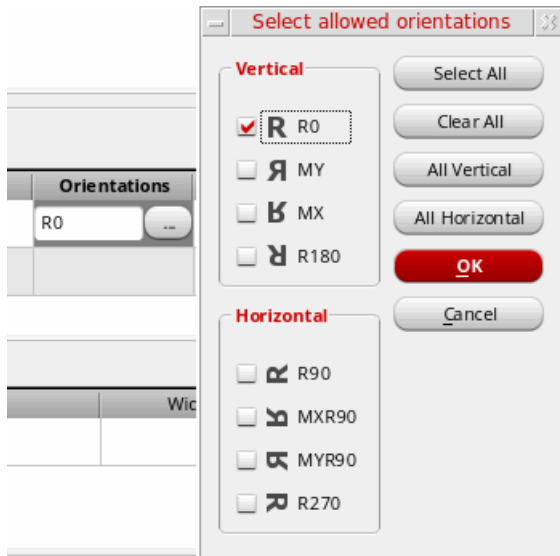 Select allowed orientations
Orientations
R0
...
Wid
Vertical
R R0
R MY
R MX
R R180
Horizontal
R R90
R MXR90
R MYR90
R R270
Select All
Clear All
All Vertical
All Horizontal
OK
Cancel